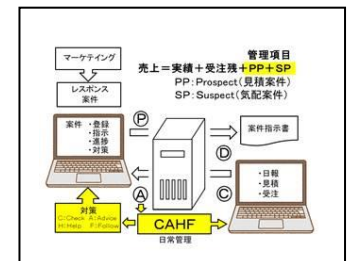 マーケテイング
レスポンス
案件
管理項目
売上=実績+受注残+PP+SP
PP:Prospect(見積案件)
SP:Suspect(気配案件)
案件 ・登録
・指示
・進捗
・対策
P
案件指示書
D
A
C
・日報
・見積
・受注
対策
C:Check A:Advice
H:Help F:Follow
CAHF
日常管理